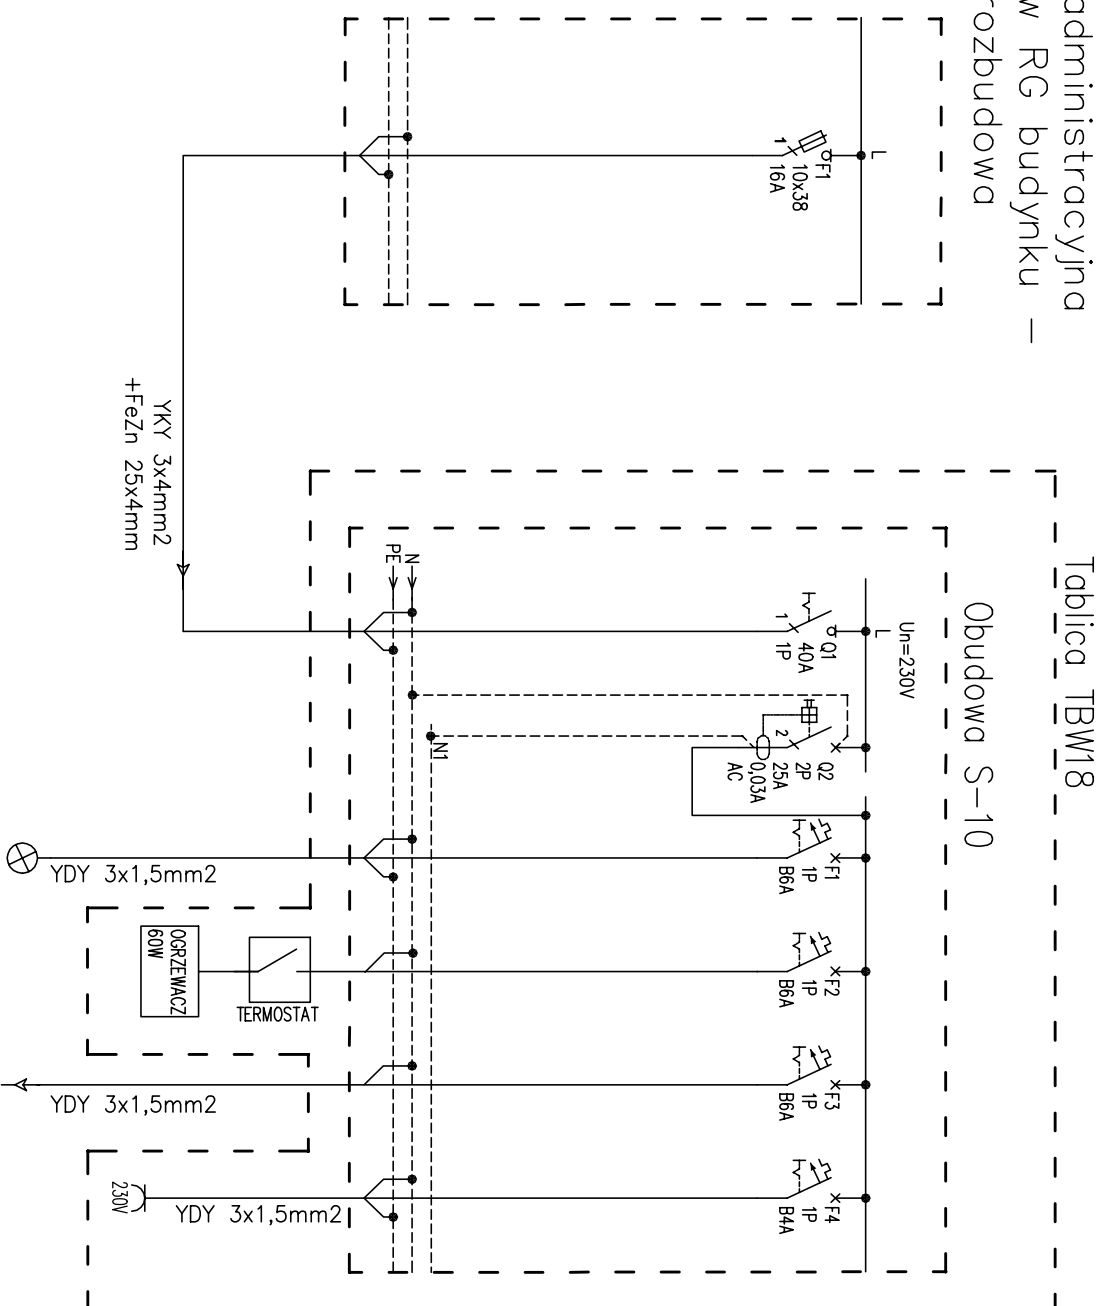 administracyjna
w RG budynku –
rozbudowa
L
F1
10x38
16A
1
YKY 3x4mm2
+FeZn 25x4mm
Tablica TBW18
Obudowa S-10
Un=230V
L
Q1
40A
1P
1
N
PE
Q2
2P
25A
0,03A
AC
2
N1
F1
1P
B6A
YDY 3x1,5mm2
F2
1P
B6A
TERMOSTAT
OGRZEWACZ
60W
F3
1P
B6A
YDY 3x1,5mm2
F4
1P
B4A
YDY 3x1,5mm2
230V